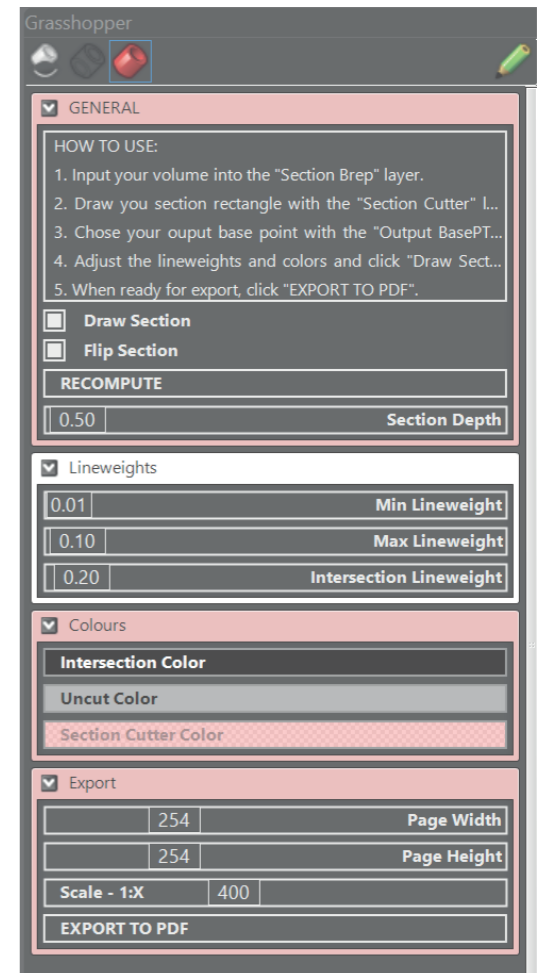 Grasshopper
GENERAL
HOW TO USE:
1. Input your volume into the "Section Brep" layer.
2. Draw you section rectangle with the "Section Cutter" l...
3. Chose your ouput base point with the "Output BasePT...
4. Adjust the lineweights and colors and click "Draw Sect...
5. When ready for export, click "EXPORT TO PDF".
Draw Section
Flip Section
RECOMPUTE
0.50 Section Depth
Lineweights
0.01 Min Lineweight
0.10 Max Lineweight
0.20 Intersection Lineweight
Colours
Intersection Color
Uncut Color
Section Cutter Color
Export
254 Page Width
254 Page Height
Scale - 1:X 400
EXPORT TO PDF